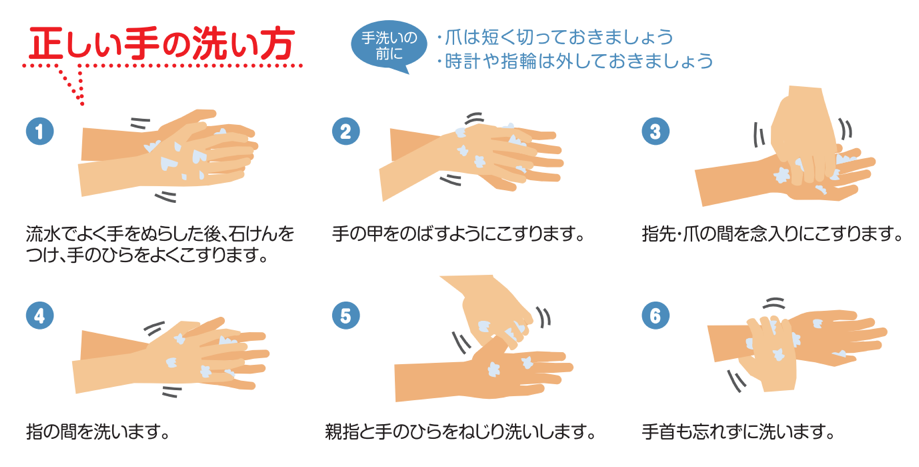 正しい手の洗い方
手洗いの
前に
・爪は短く切っておきましょう
・時計や指輪は外しておきましょう
1
流水でよく手をぬらした後、石けんを
つけ、手のひらをよくこすります。
2
手の甲をのばすようにこすります。
3
指先・爪の間を念入りにこすります。
4
指の間を洗います。
5
親指と手のひらをねじり洗いします。
6
手首も忘れずに洗います。